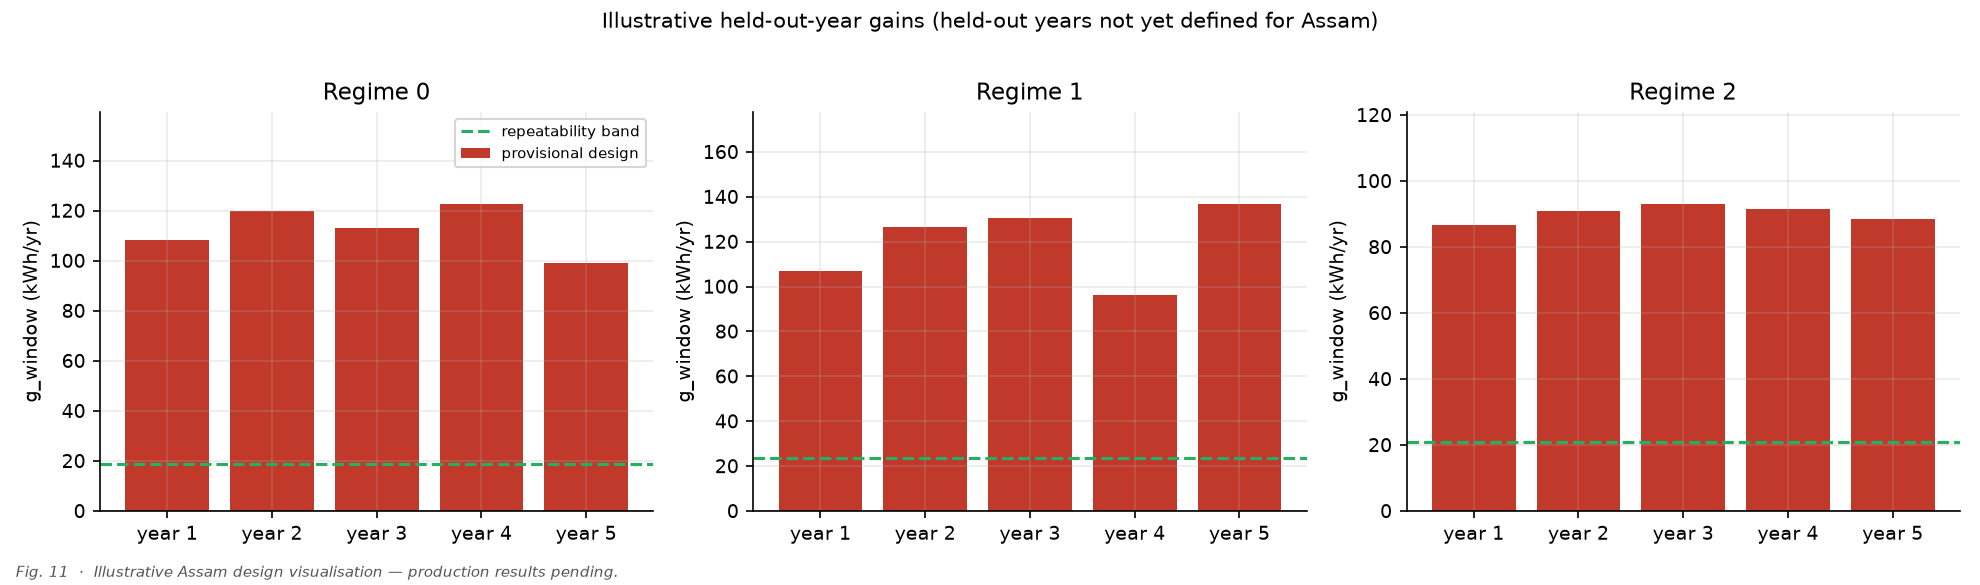 Illustrative held-out-year gains (held-out years not yet defined for Assam)
Regime 0
g_window (kWh/yr)
140
120
100
80
60
40
20
0
repeatability band
provisional design
year 1 year 2 year 3 year 4 year 5
Regime 1
g_window (kWh/yr)
160
140
120
100
80
60
40
20
0
year 1 year 2 year 3 year 4 year 5
Regime 2
g_window (kWh/yr)
120
100
80
60
40
20
0
year 1 year 2 year 3 year 4 year 5
Fig. 11 · Illustrative Assam design visualisation — production results pending.